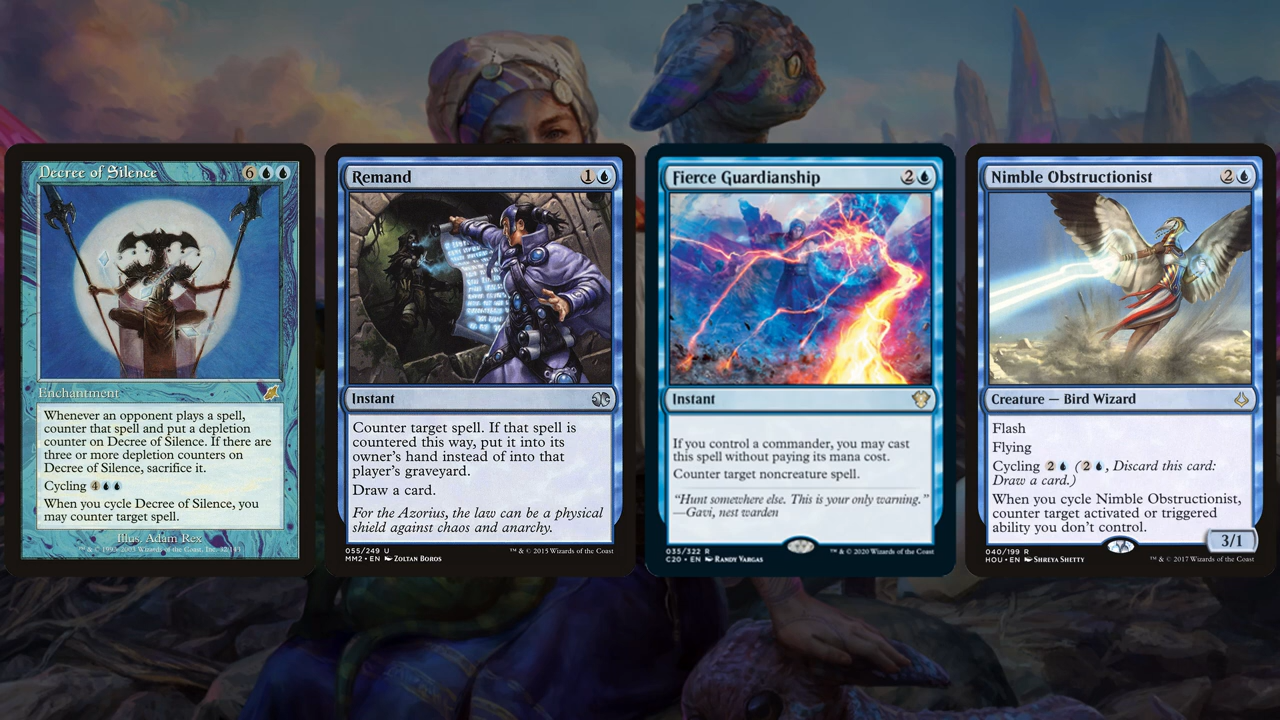 Decree of Silence 6
Enchantment
Whenever an opponent plays a spell,
counter that spell and put a depletion
counter on Decree of Silence. If there are
three or more depletion counters on
Decree of Silence, sacrifice it.
Cycling 4
When you cycle Decree of Silence, you
may counter target spell.
Illus. Adam Rex
Remand 1
Instant
Counter target spell. If that spell is
countered this way, put it into its
owner's hand instead of into that
player's graveyard.
Draw a card.
For the Azorius, the law can be a physical
shield against chaos and anarchy.
055/249 U
MM2 • EN Zoltan Boros
™ & © 2015 Wizards of the Coast
Fierce Guardianship 2
Instant
If you control a commander, you may cast
this spell without paying its mana cost.
Counter target noncreature spell.
"Hunt somewhere else. This is your only warning."
—Gavi, nest warden
035/322 R
C20 • EN Randy Vargas
™ & © 2020 Wizards of the Coast
Nimble Obstructionist 2
Creature — Bird Wizard
Flash
Flying
Cycling 2 (2 , Discard this card:
Draw a card.)
When you cycle Nimble Obstructionist,
counter target activated or triggered
ability you don't control.
3/1
040/199 R
HOU • EN Shreya Shetty
™ & © 2017 Wizards of the Coast